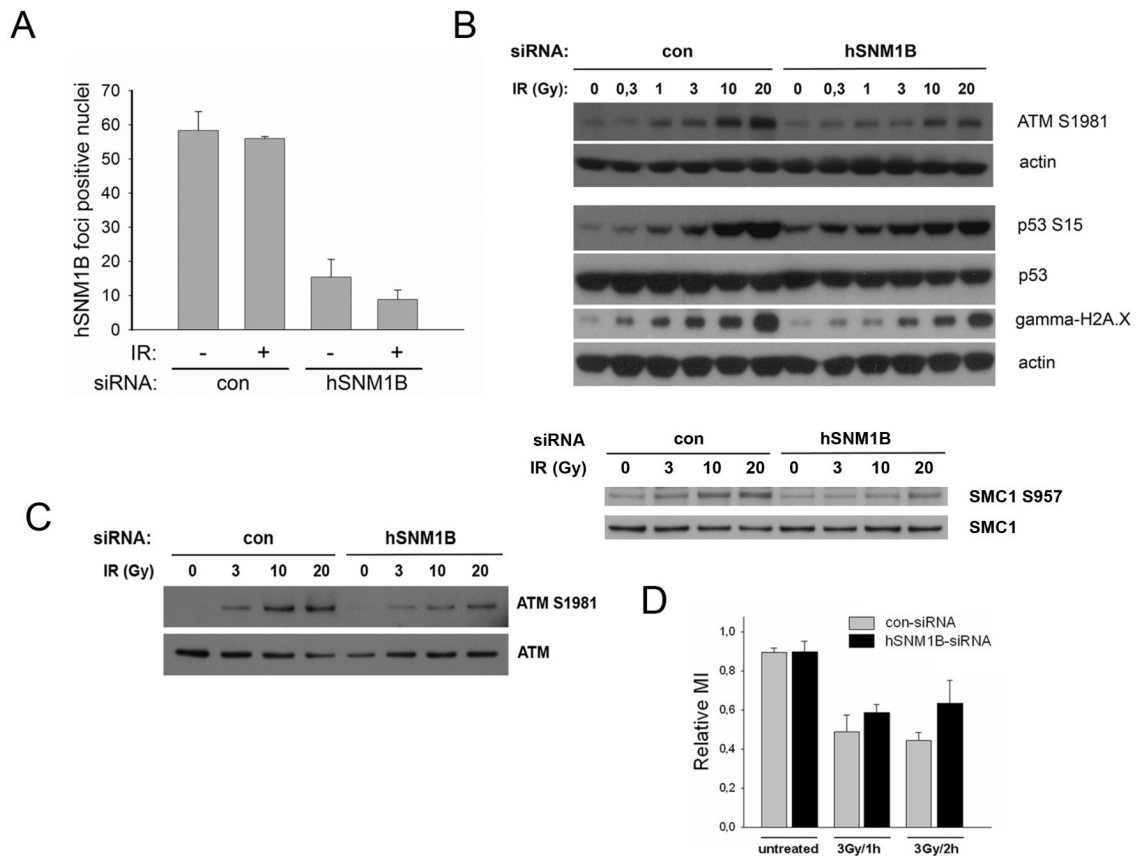 A
hSNM1B foci positive nuclei
70
60
50
40
30
20
10
0
IR: - + - +
siRNA: con hSNM1B
B
siRNA: con hSNM1B
IR (Gy): 0 0,3 1 3 10 20 0 0,3 1 3 10 20
ATM S1981
actin
p53 S15
p53
gamma-H2A.X
actin
siRNA con hSNM1B
IR (Gy) 0 3 10 20 0 3 10 20
SMC1 S957
SMC1
C
siRNA: con hSNM1B
IR (Gy) 0 3 10 20 0 3 10 20
ATM S1981
ATM
D
con-siRNA
hSNM1B-siRNA
Relative MI
1,0
0,8
0,6
0,4
0,2
0,0
untreated 3Gy/1h 3Gy/2h